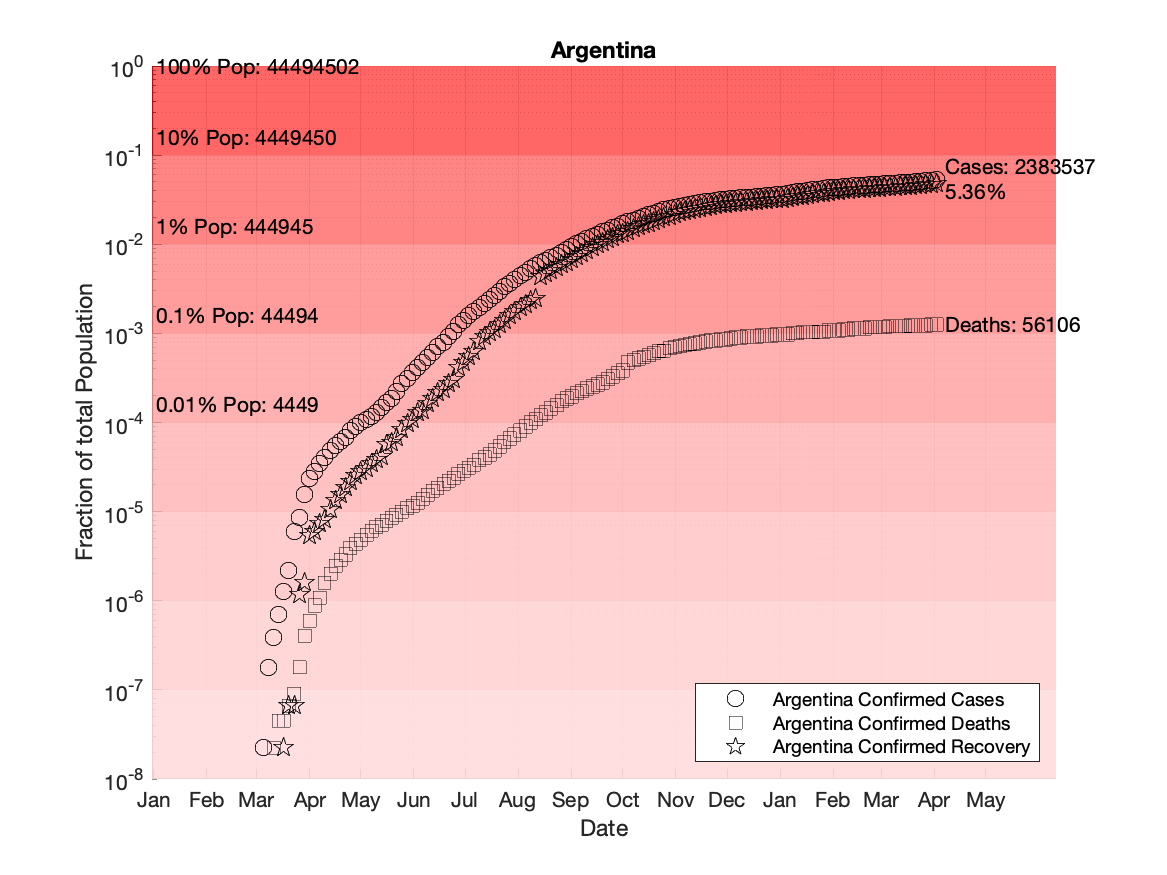 Argentina
10^0
100% Pop: 44494502
10% Pop: 4449450
10^-1
Cases: 2383537
5.36%
1% Pop: 444945
10^-2
0.1% Pop: 44494
Deaths: 56106
10^-3
0.01% Pop: 4449
10^-4
10^-5
10^-6
10^-7
10^-8
Fraction of total Population
Argentina Confirmed Cases
Argentina Confirmed Deaths
Argentina Confirmed Recovery
Jan Feb Mar Apr May Jun Jul Aug Sep Oct Nov Dec Jan Feb Mar Apr May
Date